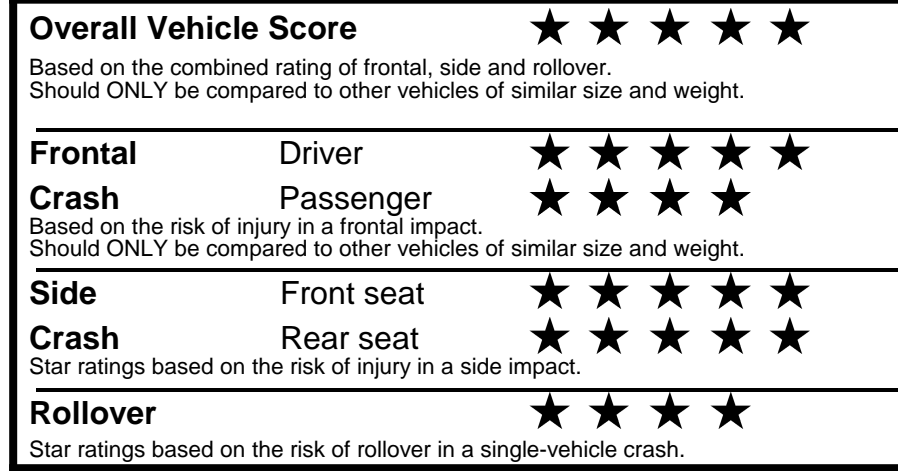 Overall Vehicle Score ★ ★ ★ ★ ★
Based on the combined rating of frontal, side and rollover.
Should ONLY be compared to other vehicles of similar size and weight.
Frontal Driver ★ ★ ★ ★ ★
Crash Passenger ★ ★ ★ ★
Based on the risk of injury in a frontal impact.
Should ONLY be compared to other vehicles of similar size and weight.
Side Front seat ★ ★ ★ ★ ★
Crash Rear seat ★ ★ ★ ★ ★
Star ratings based on the risk of injury in a side impact.
Rollover ★ ★ ★ ★
Star ratings based on the risk of rollover in a single-vehicle crash.